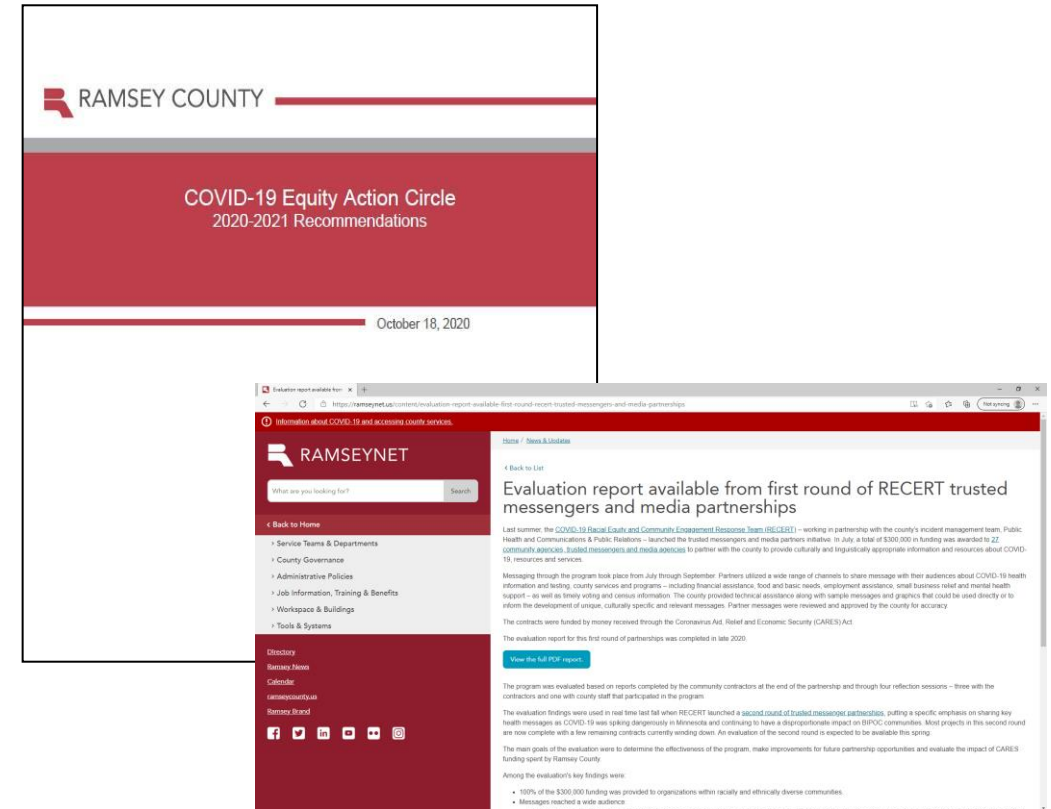 RAMSEY COUNTY
COVID-19 Equity Action Circle
2020-2021 Recommendations
October 18, 2020
Evaluation report available from
https://ramseynet.us/content/evaluation-report-available-first-round-recert-trusted-messengers-and-media-partnerships
Not syncing
Information about COVID-19 and accessing county services.
RAMSEYNET
What are you looking for?
Search
Back to Home
Service Teams & Departments
County Governance
Administrative Policies
Job Information, Training & Benefits
Workspace & Buildings
Tools & Systems
Directory
Ramsey News
Calendar
ramseycounty.us
Ramsey Brand
Home / News & Updates
Back to List
Evaluation report available from first round of RECERT trusted
messengers and media partnerships
Last summer, the COVID-19 Racial Equity and Community Engagement Response Team (RECERT) – working in partnership with the county's incident management team, Public
Health and Communications & Public Relations – launched the trusted messengers and media partners initiative. In July, a total of $300,000 in funding was awarded to 27
community agencies, trusted messengers and media agencies to partner with the county to provide culturally and linguistically appropriate information and resources about COVID-
19, resources and services.
Messaging through the program took place from July through September. Partners utilized a wide range of channels to share message with their audiences about COVID-19 health
information and testing, county services and programs – including financial assistance, food and basic needs, employment assistance, small business relief and mental health
support – as well as timely voting and census information. The county provided technical assistance along with sample messages and graphics that could be used directly or to
inform the development of unique, culturally specific and relevant messages. Partner messages were reviewed and approved by the county for accuracy.
The contracts were funded by money received through the Coronavirus Aid, Relief and Economic Security (CARES) Act.
The evaluation report for this first round of partnerships was completed in late 2020.
View the full PDF report.
The program was evaluated based on reports completed by the community contractors at the end of the partnership and through four reflection sessions – three with the
contractors and one with county staff that participated in the program.
The evaluation findings were used in real time last fall when RECERT launched a second round of trusted messenger partnerships, putting a specific emphasis on sharing key
health messages as COVID-19 was spiking dangerously in Minnesota and continuing to have a disproportionate impact on BIPOC communities. Most projects in this second round
are now complete with a few remaining contracts currently winding down. An evaluation of the second round is expected to be available this spring.
The main goals of the evaluation were to determine the effectiveness of the program, make improvements for future partnership opportunities and evaluate the impact of CARES
funding spent by Ramsey County.
Among the evaluation's key findings were:
• 100% of the $300,000 funding was provided to organizations within racially and ethnically diverse communities.
• Messages reached a wide audience